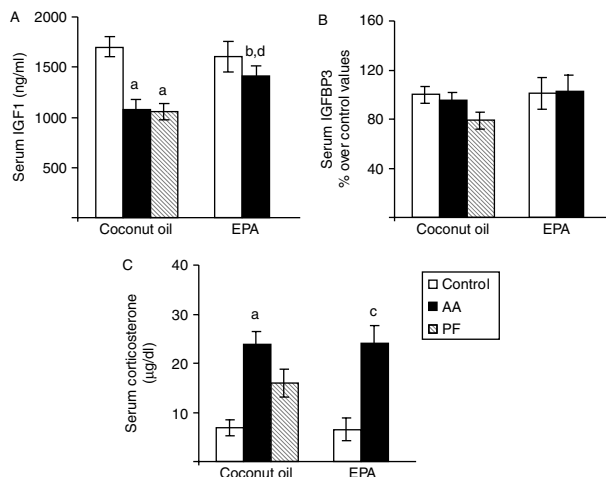 A
Serum IGF1 (ng/ml)
2000
1500
1000
500
a
a
b,d
Coconut oil
EPA
B
Serum IGFBP3
% over control values
160
120
80
40
Coconut oil
EPA
C
Serum corticosterone
(µg/dl)
40
30
20
10
a
c
Coconut oil
EPA
Control
AA
PF